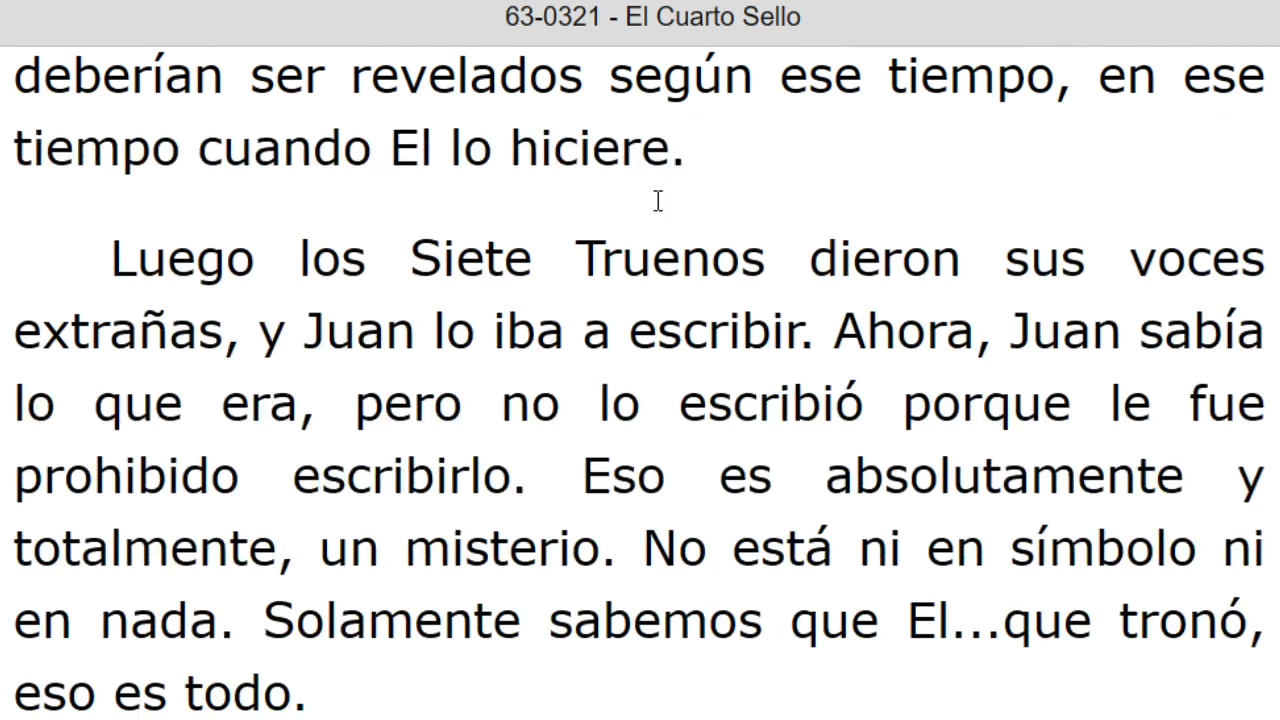 63-0321 - El Cuarto Sello
deberían ser revelados según ese tiempo, en ese
tiempo cuando El lo hiciere.
Luego los Siete Truenos dieron sus voces
extrañas, y Juan lo iba a escribir. Ahora, Juan sabía
lo que era, pero no lo escribió porque le fue
prohibido escribirlo. Eso es absolutamente y
totalmente, un misterio. No está ni en símbolo ni
en nada. Solamente sabemos que El...que tronó,
eso es todo.